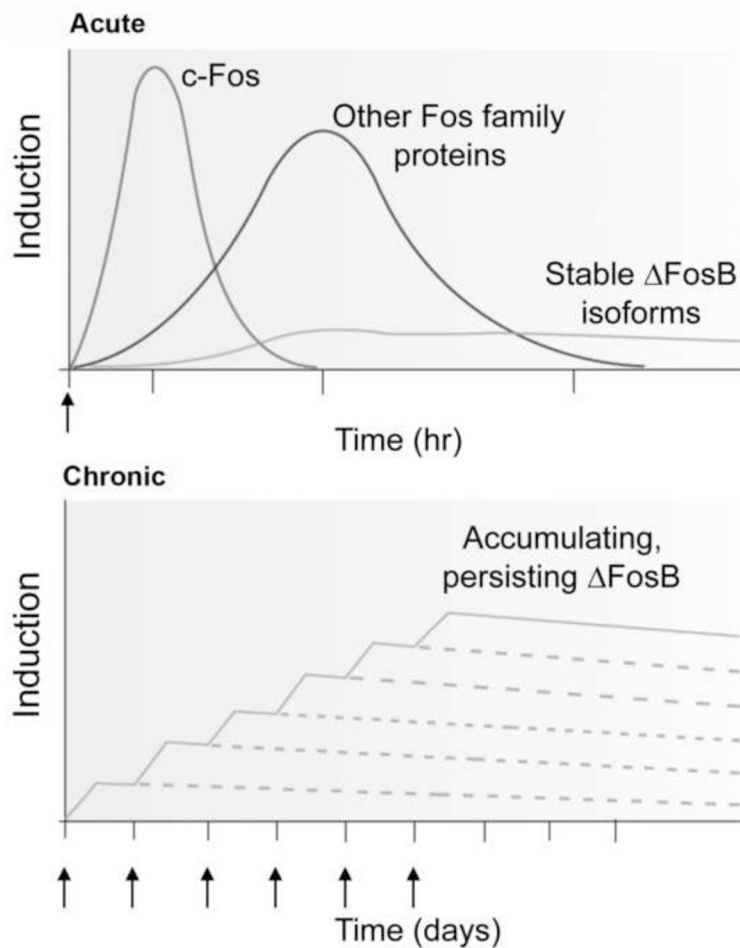 Acute
c-Fos
Other Fos family
proteins
Stable ΔFosB
isoforms
Induction
Time (hr)
Chronic
Accumulating,
persisting ΔFosB
Induction
Time (days)